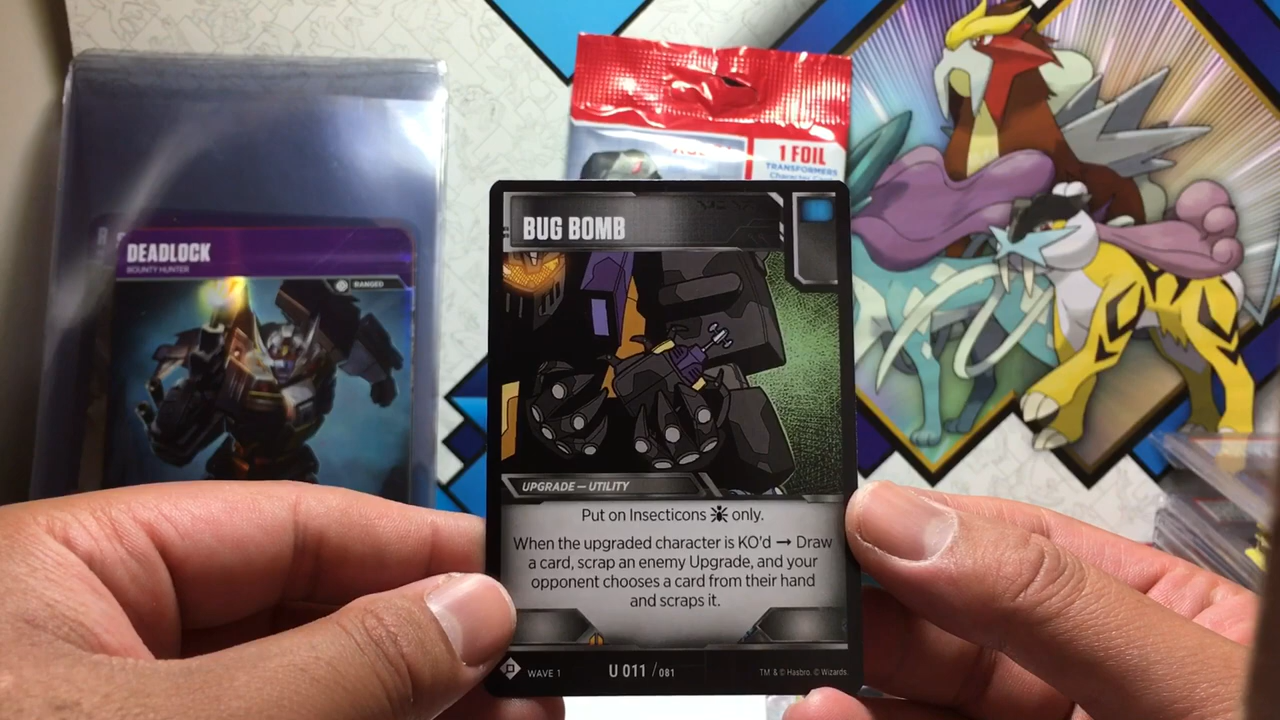 1 FOIL
TRANSFORMERS
Character Card
DEADLOCK
BOUNTY HUNTER
RANGED
BUG BOMB
UPGRADE – UTILITY
Put on Insecticons only.
When the upgraded character is KO'd → Draw
a card, scrap an enemy Upgrade, and your
opponent chooses a card from their hand
and scraps it.
WAVE 1
U 011 / 081
TM & © Hasbro. © Wizards.